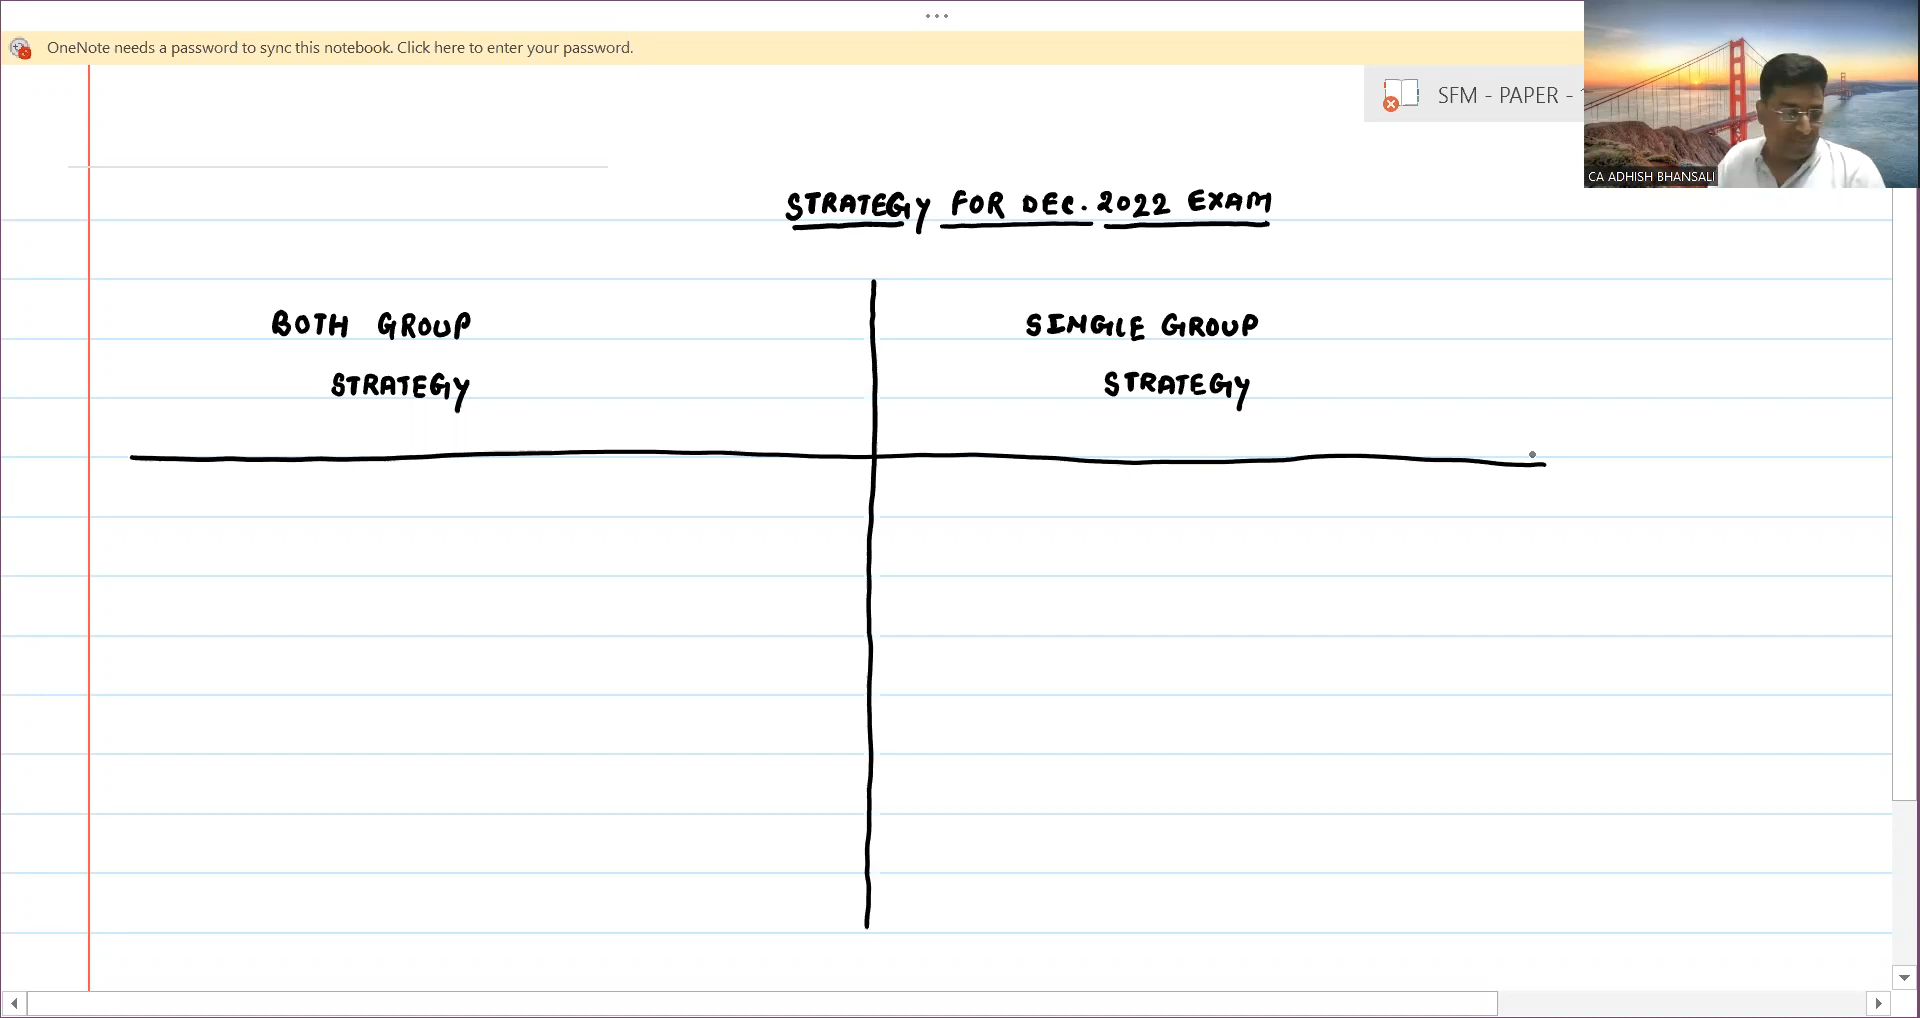 OneNote needs a password to sync this notebook. Click here to enter your password.
SFM - PAPER -
CA ADHISH BHANSALI
STRATEGY FOR DEC. 2022 EXAM
BOTH GROUP
STRATEGY
SINGLE GROUP
STRATEGY